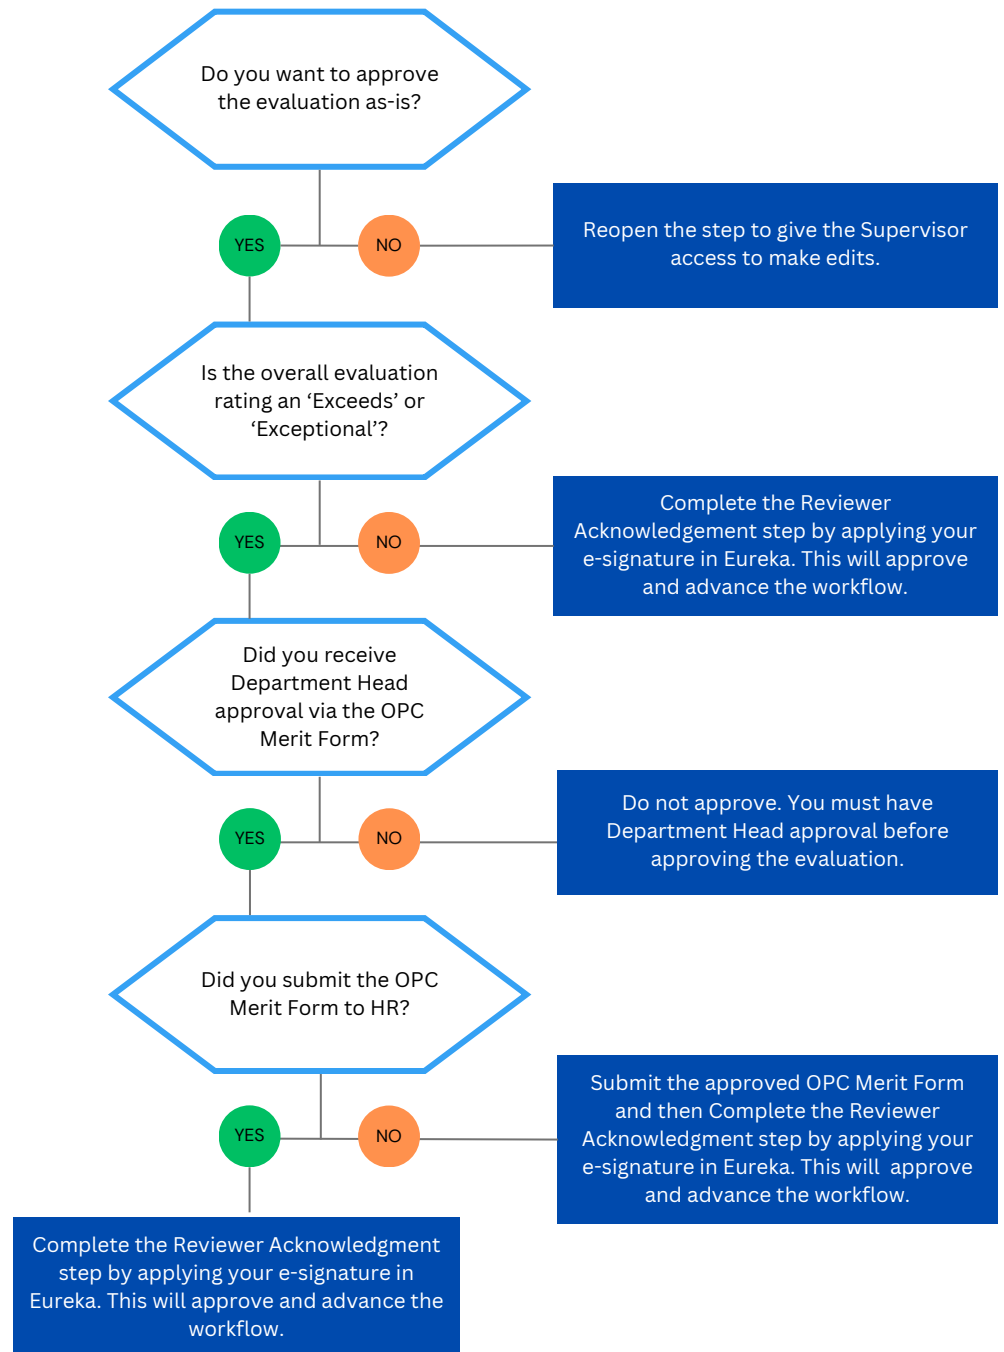 Do you want to approve
the evaluation as-is?
YES
NO
Reopen the step to give the Supervisor
access to make edits.
Is the overall evaluation
rating an ‘Exceeds’ or
‘Exceptional’?
YES
NO
Complete the Reviewer
Acknowledgement step by applying your
e-signature in Eureka. This will approve
and advance the workflow.
Did you receive
Department Head
approval via the OPC
Merit Form?
YES
NO
Do not approve. You must have
Department Head approval before
approving the evaluation.
Did you submit the OPC
Merit Form to HR?
YES
NO
Submit the approved OPC Merit Form
and then Complete the Reviewer
Acknowledgment step by applying your
e-signature in Eureka. This will  approve
and advance the workflow.
Complete the Reviewer Acknowledgment
step by applying your e-signature in
Eureka. This will approve and advance the
workflow.